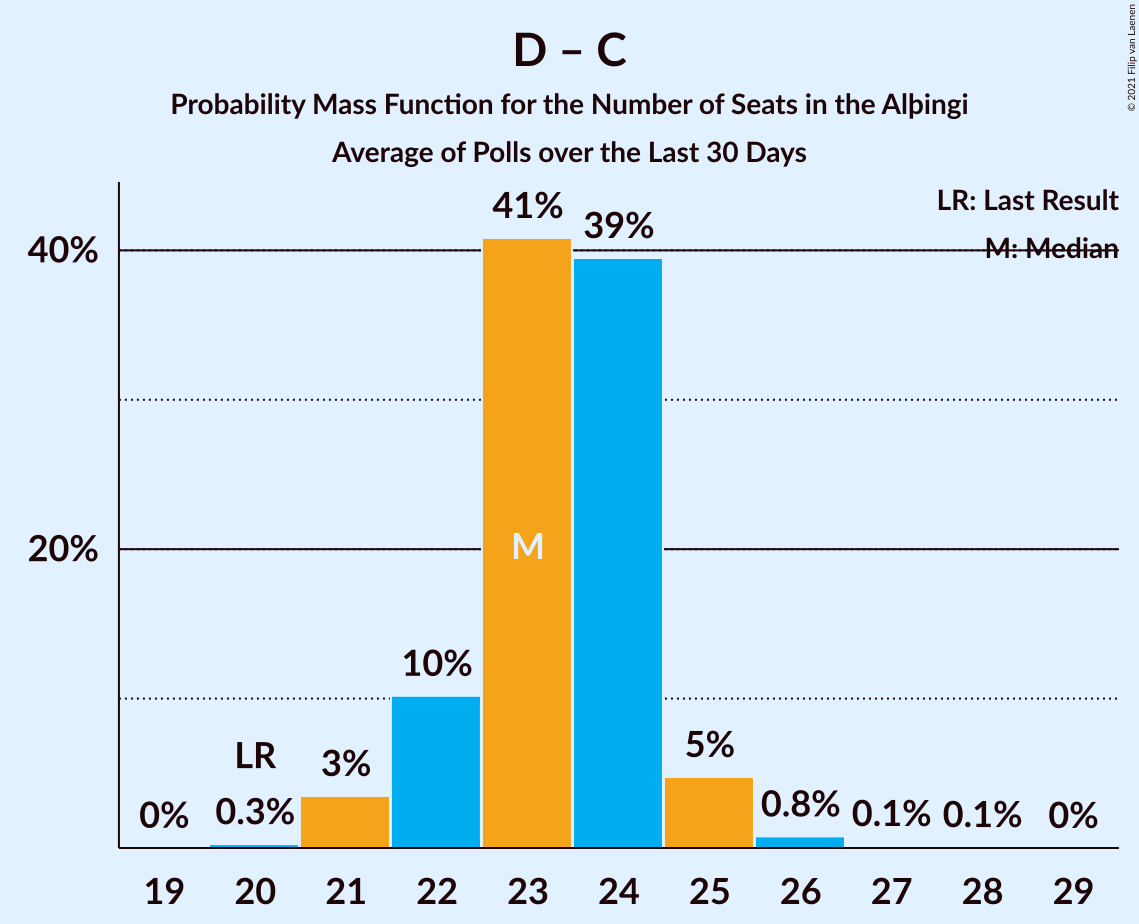 D – C
Probability Mass Function for the Number of Seats in the Alþingi
Average of Polls over the Last 30 Days
© 2021 Filip van Laenen
LR: Last Result
M: Median
40%
20%
0%
LR
0.3%
3%
10%
41%
M
39%
5%
0.8%
0.1%
0.1%
0%
19 20 21 22 23 24 25 26 27 28 29